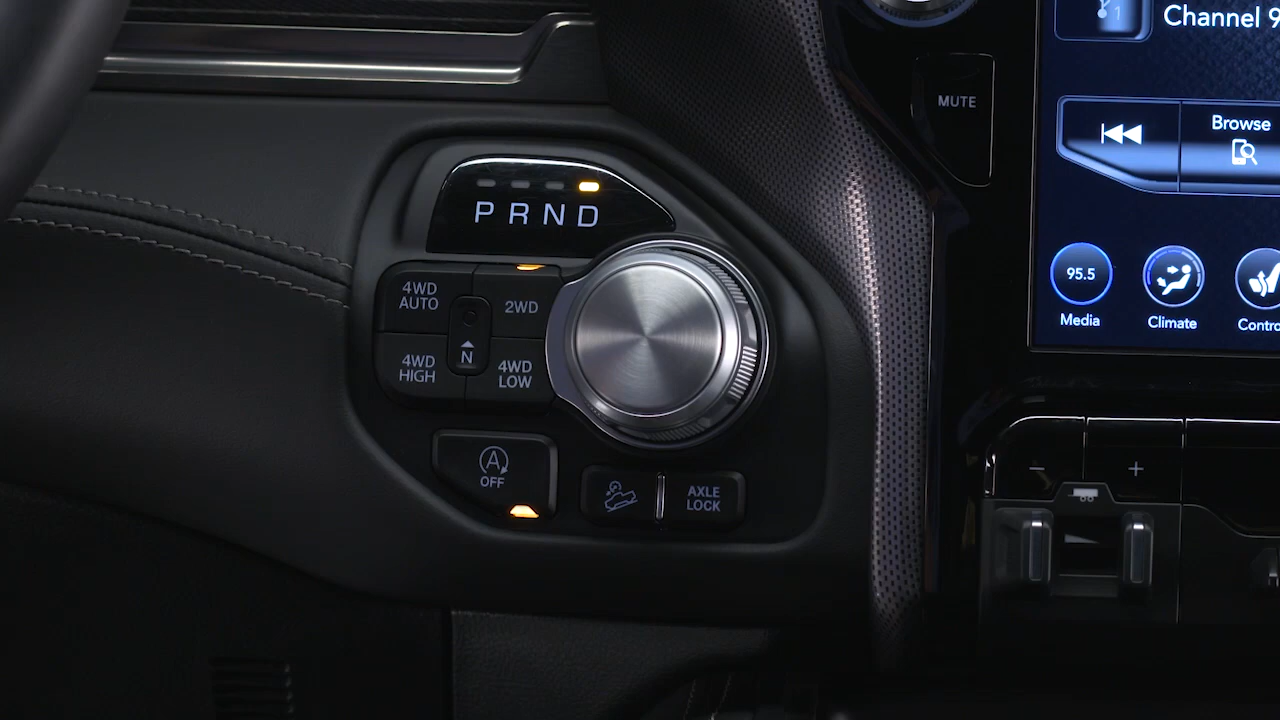 1
Channel 9
MUTE
Browse
P R N D
4WD
AUTO
2WD
N
4WD
HIGH
4WD
LOW
A
OFF
AXLE
LOCK
95.5
Media
Climate
Contro
− +